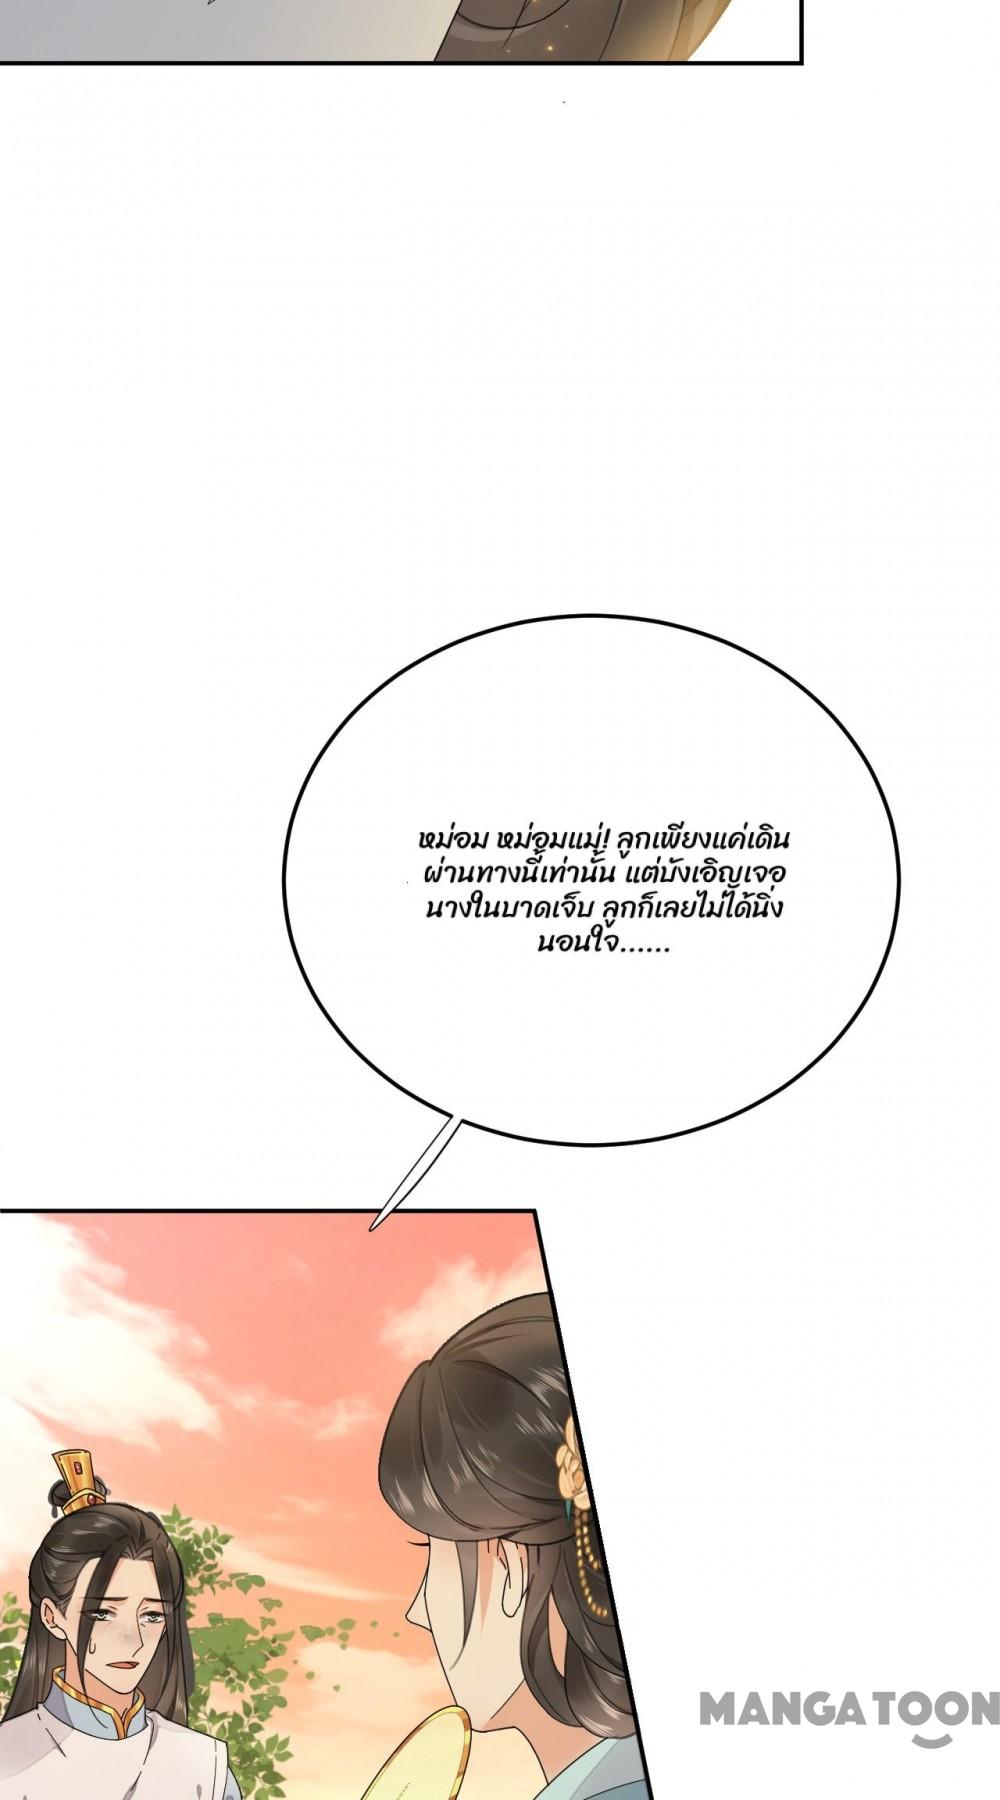 หม่อม หม่อมแม่! ลูกเพียงแค่เดิน
ผ่านทางนี้เท่านั้น แต่บังเอิญเจอ
นางในบาดเจ็บ ลูกก็เลยไม่ได้นิ่ง
นอนใจ......
MANGATOON